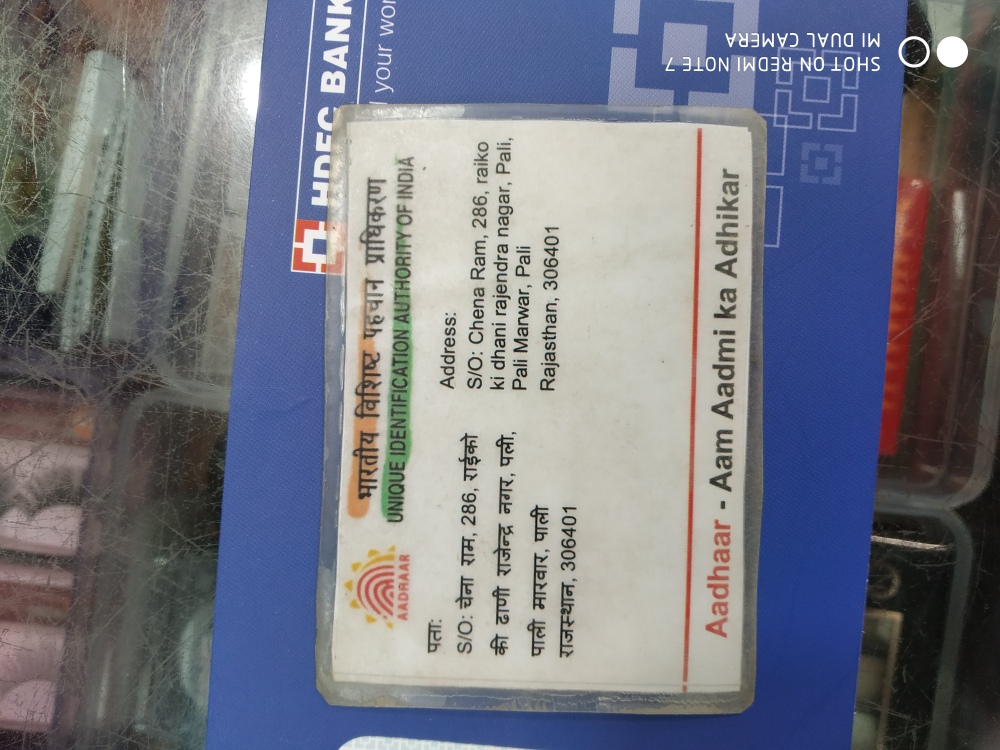 HDFC BANK
d your wor
भारतीय विशिष्ट पहचान प्राधिकरण
UNIQUE IDENTIFICATION AUTHORITY OF INDIA
AADHAAR
पता:
S/O: चेना राम, 286, राईको
की ढाणी राजेन्द्र नगर, पली,
पाली मारवार, पाली
राजस्थान, 306401
Address:
S/O: Chena Ram, 286, raiko
ki dhani rajendra nagar, Pali,
Pali Marwar, Pali
Rajasthan, 306401
Aadhaar - Aam Aadmi ka Adhikar
SHOT ON REDMI NOTE 7
MI DUAL CAMERA